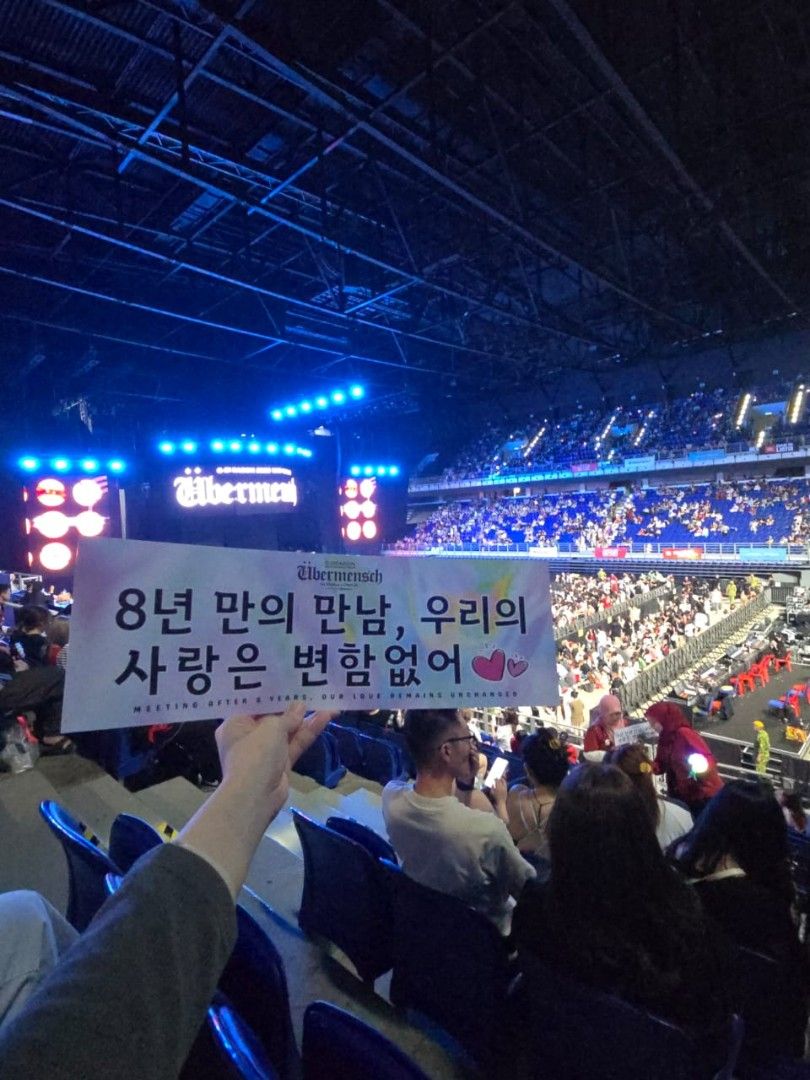 Übermensch
Übermensch
8년 만의 만남, 우리의
사랑은 변함없어
MEETING AFTER 8 YEARS, OUR LOVE REMAINS UNCHANGED